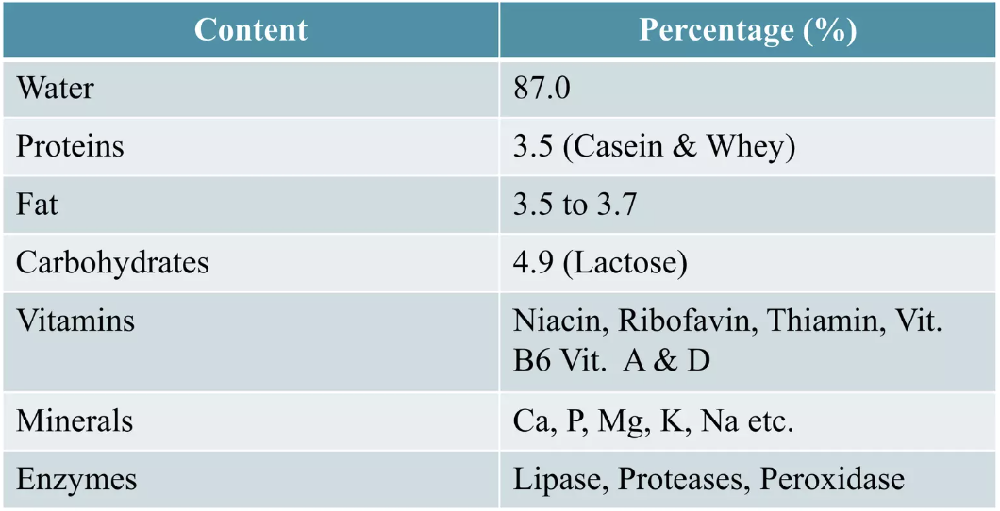 Content Percentage (%)
Water 87.0
Proteins 3.5 (Casein & Whey)
Fat 3.5 to 3.7
Carbohydrates 4.9 (Lactose)
Vitamins Niacin, Ribofavin, Thiamin, Vit.
B6 Vit. A & D
Minerals Ca, P, Mg, K, Na etc.
Enzymes Lipase, Proteases, Peroxidase